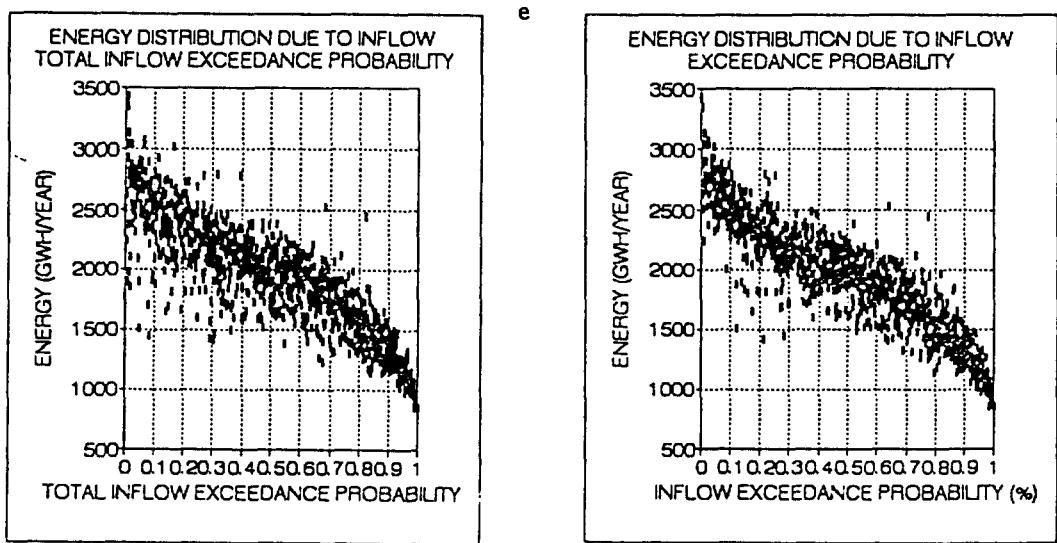 e
ENERGY DISTRIBUTION DUE TO INFLOW
TOTAL INFLOW EXCEEDANCE PROBABILITY
ENERGY (GWH/YEAR)
3500
3000
2500
2000
1500
1000
500
0 0.1 0.2 0.3 0.4 0.5 0.6 0.7 0.8 0.9 1
TOTAL INFLOW EXCEEDANCE PROBABILITY
ENERGY DISTRIBUTION DUE TO INFLOW
EXCEEDANCE PROBABILITY
ENERGY (GWH/YEAR)
3500
3000
2500
2000
1500
1000
500
0 0.1 0.2 0.3 0.4 0.5 0.6 0.7 0.8 0.9 1
INFLOW EXCEEDANCE PROBABILITY (%)